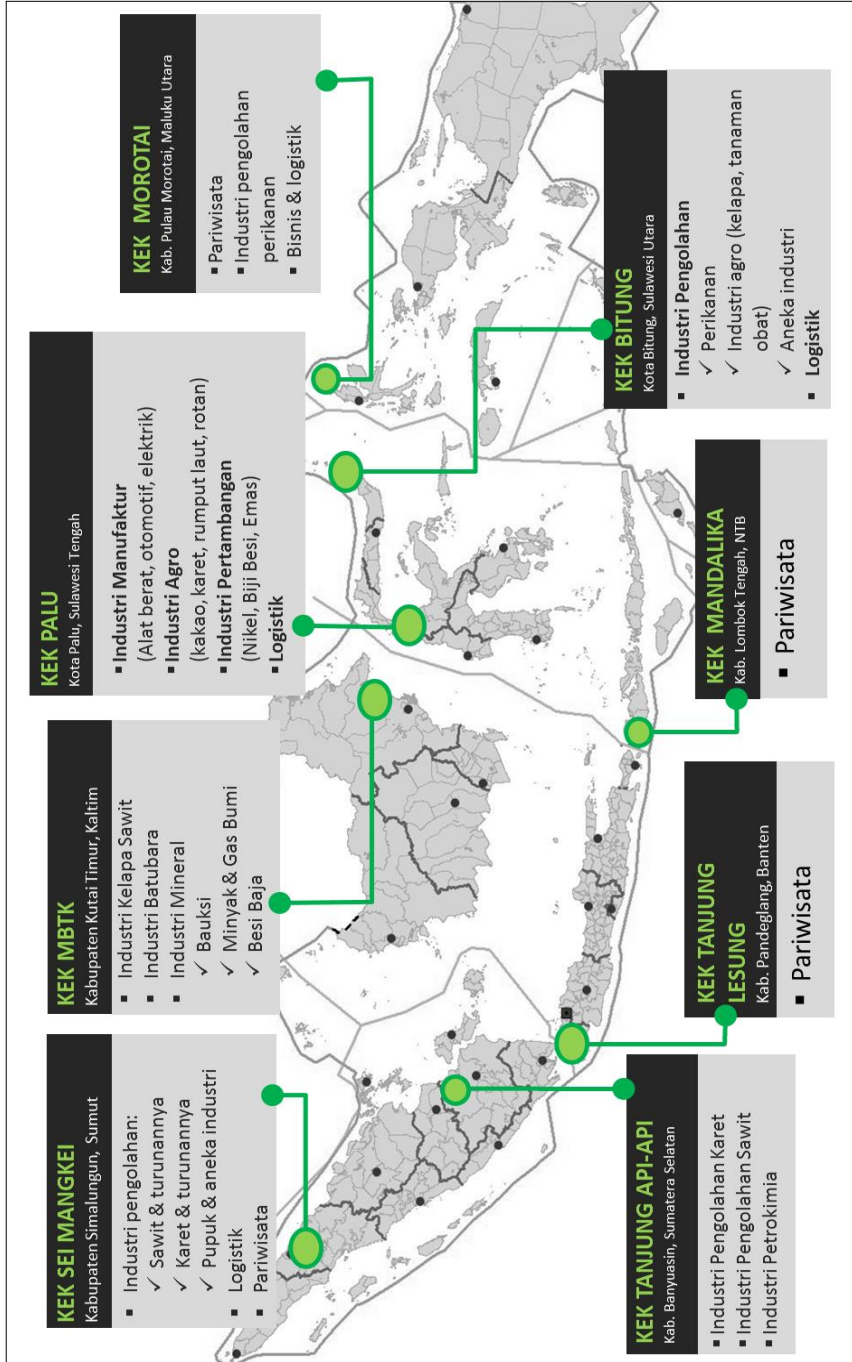 KEK SEI MANGKEI
Kabupaten Simalungun, Sumut
▪ Industri pengolahan:
✓ Sawit & turunannya
✓ Karet & turunannya
✓ Pupuk & aneka industri
▪ Logistik
▪ Pariwisata
KEK MBTK
Kabupaten Kutai Timur, Kaltim
▪ Industri Kelapa Sawit
▪ Industri Batubara
▪ Industri Mineral
✓ Bauksi
✓ Minyak & Gas Bumi
✓ Besi Baja
KEK PALU
Kota Palu, Sulawesi Tengah
▪ Industri Manufaktur
(Alat berat, otomotif, elektrik)
▪ Industri Agro
(kakao, karet, rumput laut, rotan)
▪ Industri Pertambangan
(Nikel, Biji Besi, Emas)
▪ Logistik
KEK MOROTAI
Kab. Pulau Morotai, Maluku Utara
▪ Pariwisata
▪ Industri pengolahan
perikanan
▪ Bisnis & logistik
KEK TANJUNG API-API
Kab. Banyuasin, Sumatera Selatan
▪ Industri Pengolahan Karet
▪ Industri Pengolahan Sawit
▪ Industri Petrokimia
KEK TANJUNG
LESUNG
Kab. Pandeglang, Banten
▪ Pariwisata
KEK MANDALIKA
Kab. Lombok Tengah, NTB
▪ Pariwisata
KEK BITUNG
Kota Bitung, Sulawesi Utara
▪ Industri Pengolahan
✓ Perikanan
✓ Industri agro (kelapa, tanaman
obat)
✓ Aneka industri
▪ Logistik